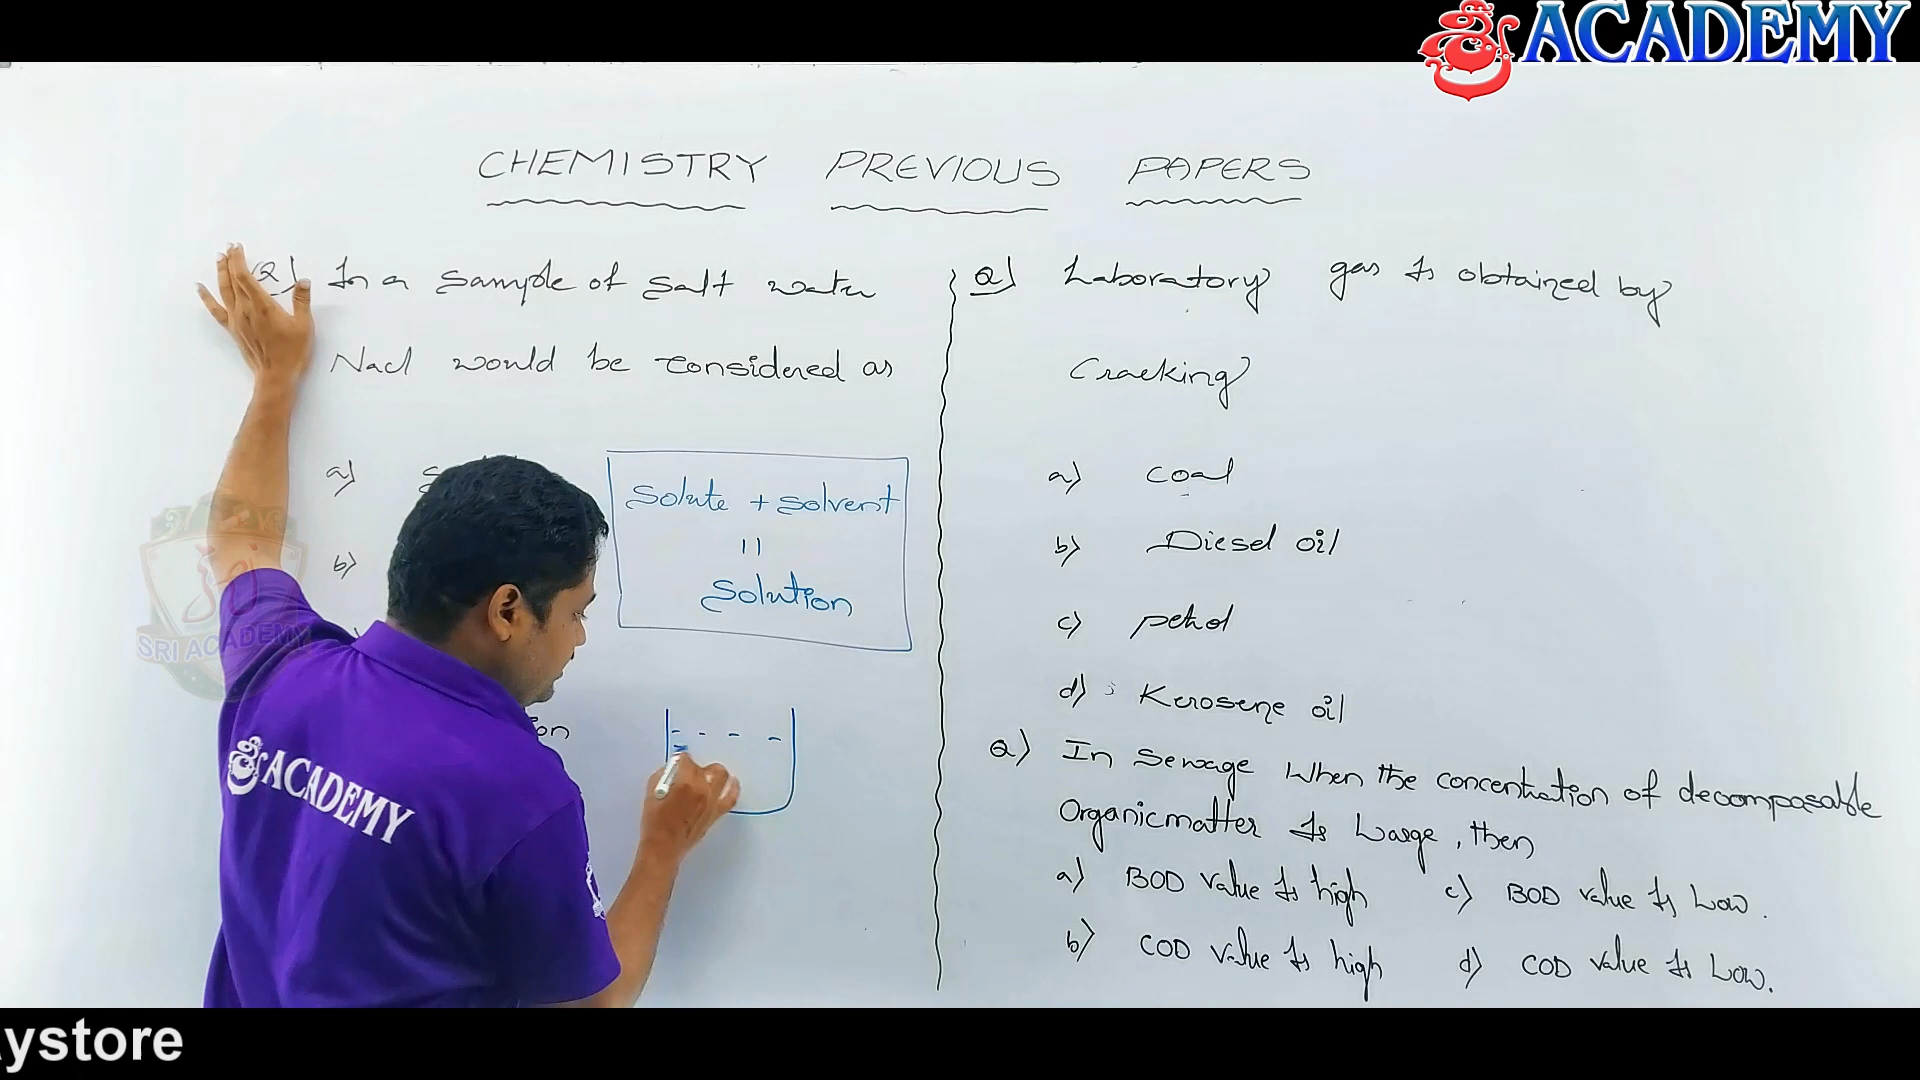 ACADEMY
CHEMISTRY PREVIOUS PAPERS
Q) In a sample of salt water
Nacl would be considered as
a)
b)
Solute + solvent
=
Solution
Q) Laboratory gas Is obtained by
Cracking
a) coal
b) Diesel oil
c) petrol
d) Kerosene oil
Q) In sewage when the concentration of decomposable
Organicmatter Is Large, then
a) BOD value Is high
c) BOD value Is Low.
b) COD value Is high
d) COD value Is Low.
SRI ACADEMY
శ్రీ ACADEMY
ystore